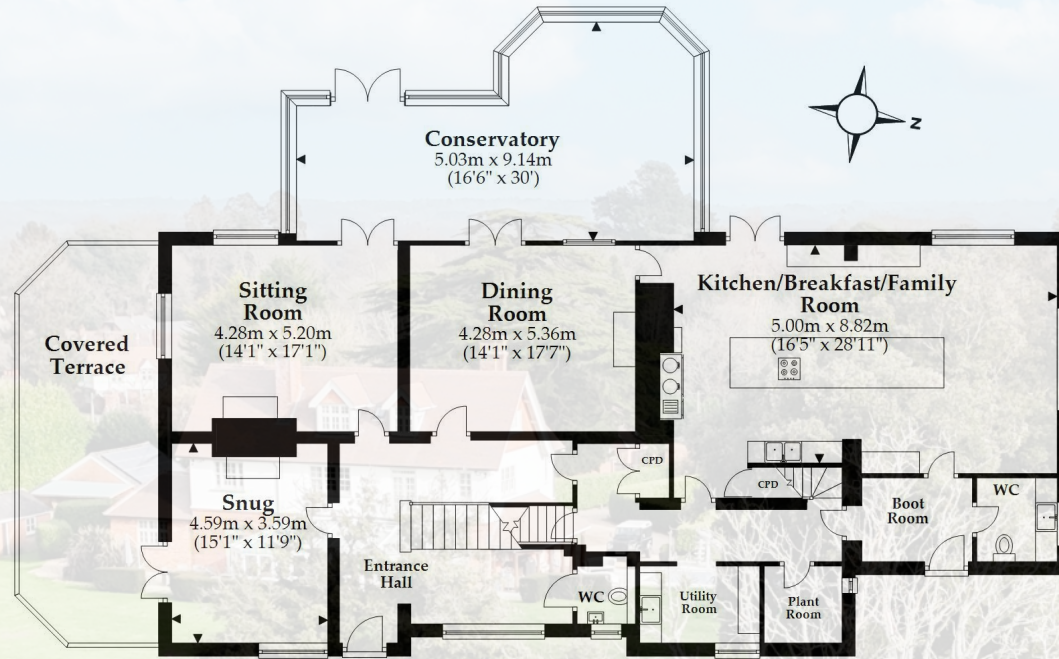 Conservatory
5.03m x 9.14m
(16'6" x 30')
N
Sitting
Room
4.28m x 5.20m
(14'1" x 17'1")
Dining
Room
4.28m x 5.36m
(14'1" x 17'7")
Kitchen/Breakfast/Family
Room
5.00m x 8.82m
(16'5" x 28'11")
Covered
Terrace
CPD
CPD
Snug
4.59m x 3.59m
(15'1" x 11'9")
Entrance
Hall
WC
Utility
Room
Plant
Room
Boot
Room
WC